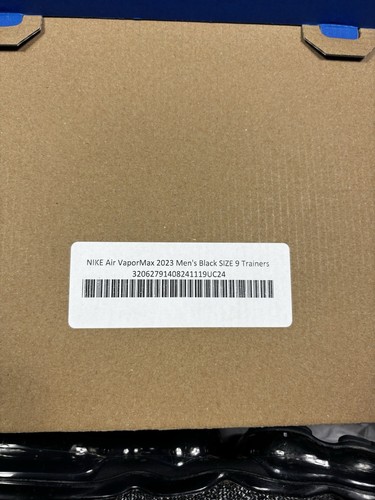 NIKE Air VaporMax 2023 Men's Black SIZE 9 Trainers
32062791408241119UC24